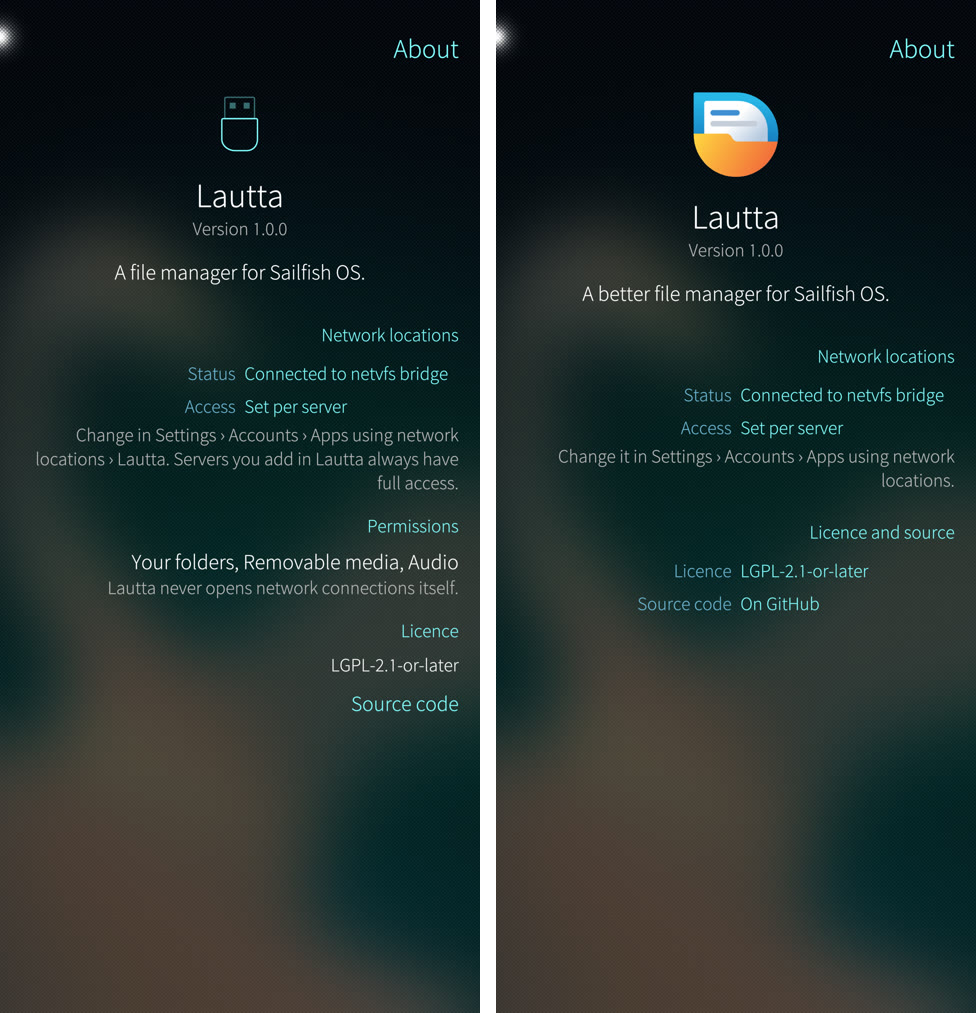 About
Lautta
Version 1.0.0
A file manager for Sailfish OS.
Network locations
Status Connected to netvfs bridge
Access Set per server
Change in Settings › Accounts › Apps using network
locations › Lautta. Servers you add in Lautta always have
full access.
Permissions
Your folders, Removable media, Audio
Lautta never opens network connections itself.
Licence
LGPL-2.1-or-later
Source code
About
Lautta
Version 1.0.0
A better file manager for Sailfish OS.
Network locations
Status Connected to netvfs bridge
Access Set per server
Change it in Settings › Accounts › Apps using network
locations.
Licence and source
Licence LGPL-2.1-or-later
Source code On GitHub